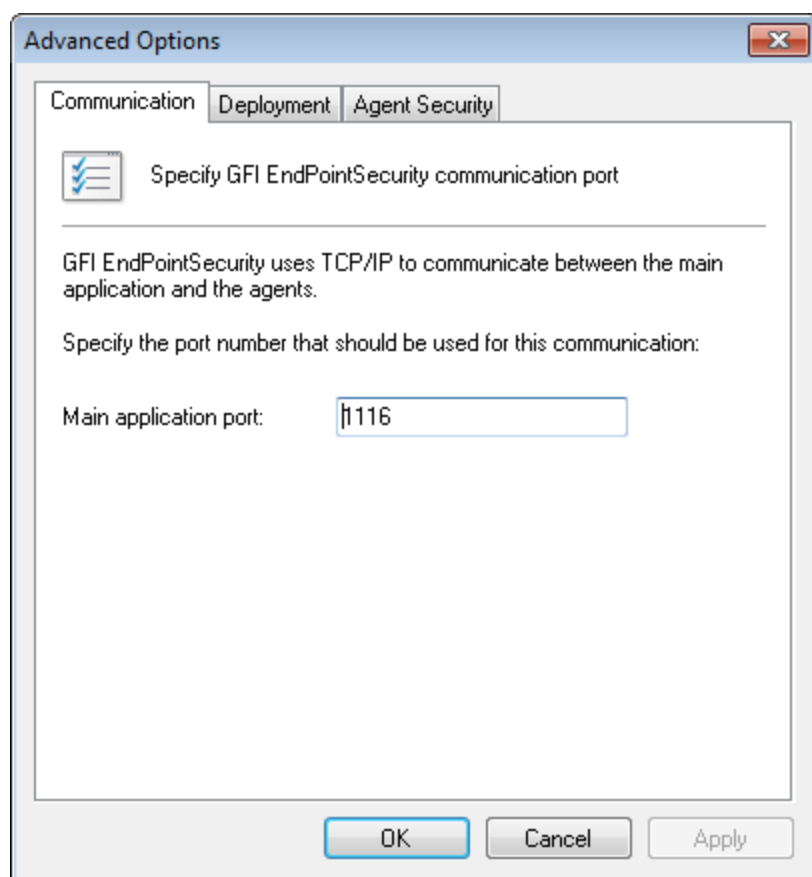 Advanced Options
Communication
Deployment
Agent Security
Specify GFI EndPointSecurity communication port
GFI EndPointSecurity uses TCP/IP to communicate between the main
application and the agents.
Specify the port number that should be used for this communication:
Main application port:
1116
OK
Cancel
Apply